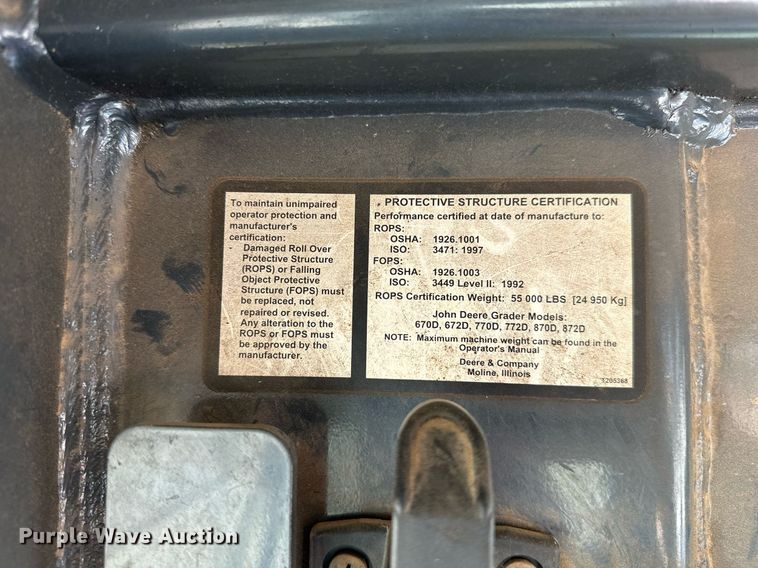 To maintain unimpaired
operator protection and
manufacturer's
certification:
- Damaged Roll Over
Protective Structure
(ROPS) or Falling
Object Protective
Structure (FOPS) must
be replaced, not
repaired or revised.
Any alteration to the
ROPS or FOPS must
be approved by the
manufacturer.
PROTECTIVE STRUCTURE CERTIFICATION
Performance certified at date of manufacture to:
ROPS:
OSHA: 1926.1001
ISO: 3471: 1997
FOPS:
OSHA: 1926.1003
ISO: 3449 Level II: 1992
ROPS Certification Weight: 55 000 LBS [24 950 Kg]
John Deere Grader Models:
670D, 672D, 770D, 772D, 870D, 872D
NOTE: Maximum machine weight can be found in the
Operator's Manual
Deere & Company
Moline, Illinois
T205368
Purple Wave Auction